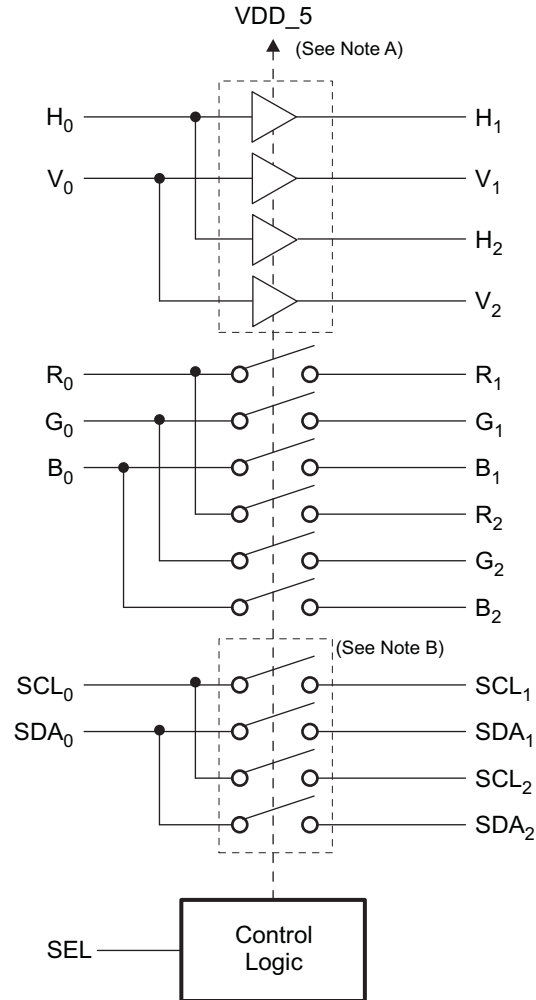 VDD_5
(See Note A)
H₀ H₁
V₀ V₁
H₂
V₂
R₀ R₁
G₀ G₁
B₀ B₁
R₂
G₂
B₂
(See Note B)
SCL₀ SCL₁
SDA₀ SDA₁
SCL₂
SDA₂
SEL
Control
Logic